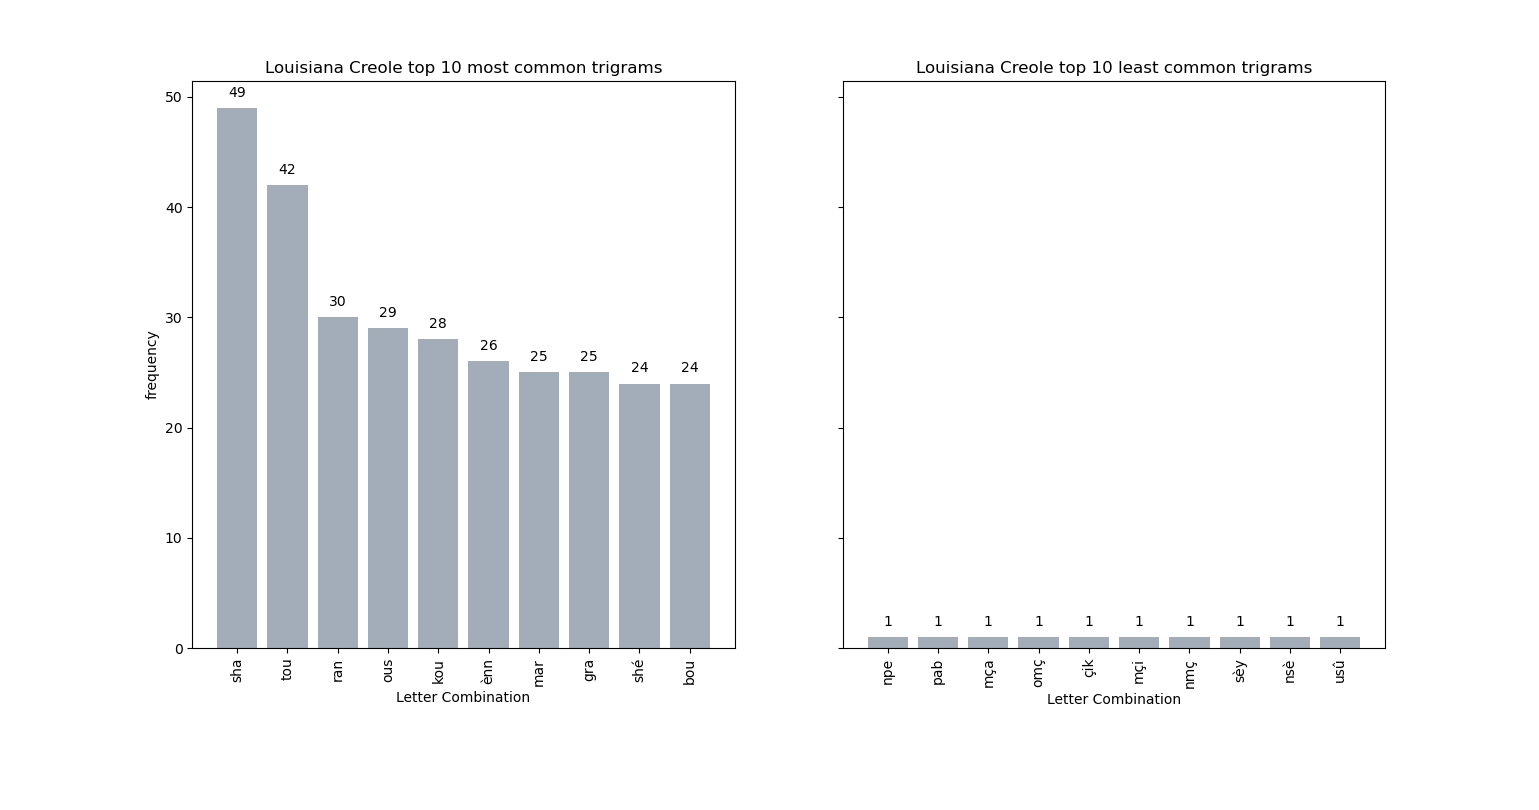 Louisiana Creole top 10 most common trigrams
frequency
50
40
30
20
10
0
49
42
30
29
28
26
25
25
24
24
sha
tou
ran
ous
kou
ènn
mar
gra
shé
bou
Letter Combination
Louisiana Creole top 10 least common trigrams
1
1
1
1
1
1
1
1
1
1
npe
pab
mça
omç
çik
mçi
nmç
sèy
nsè
usû
Letter Combination